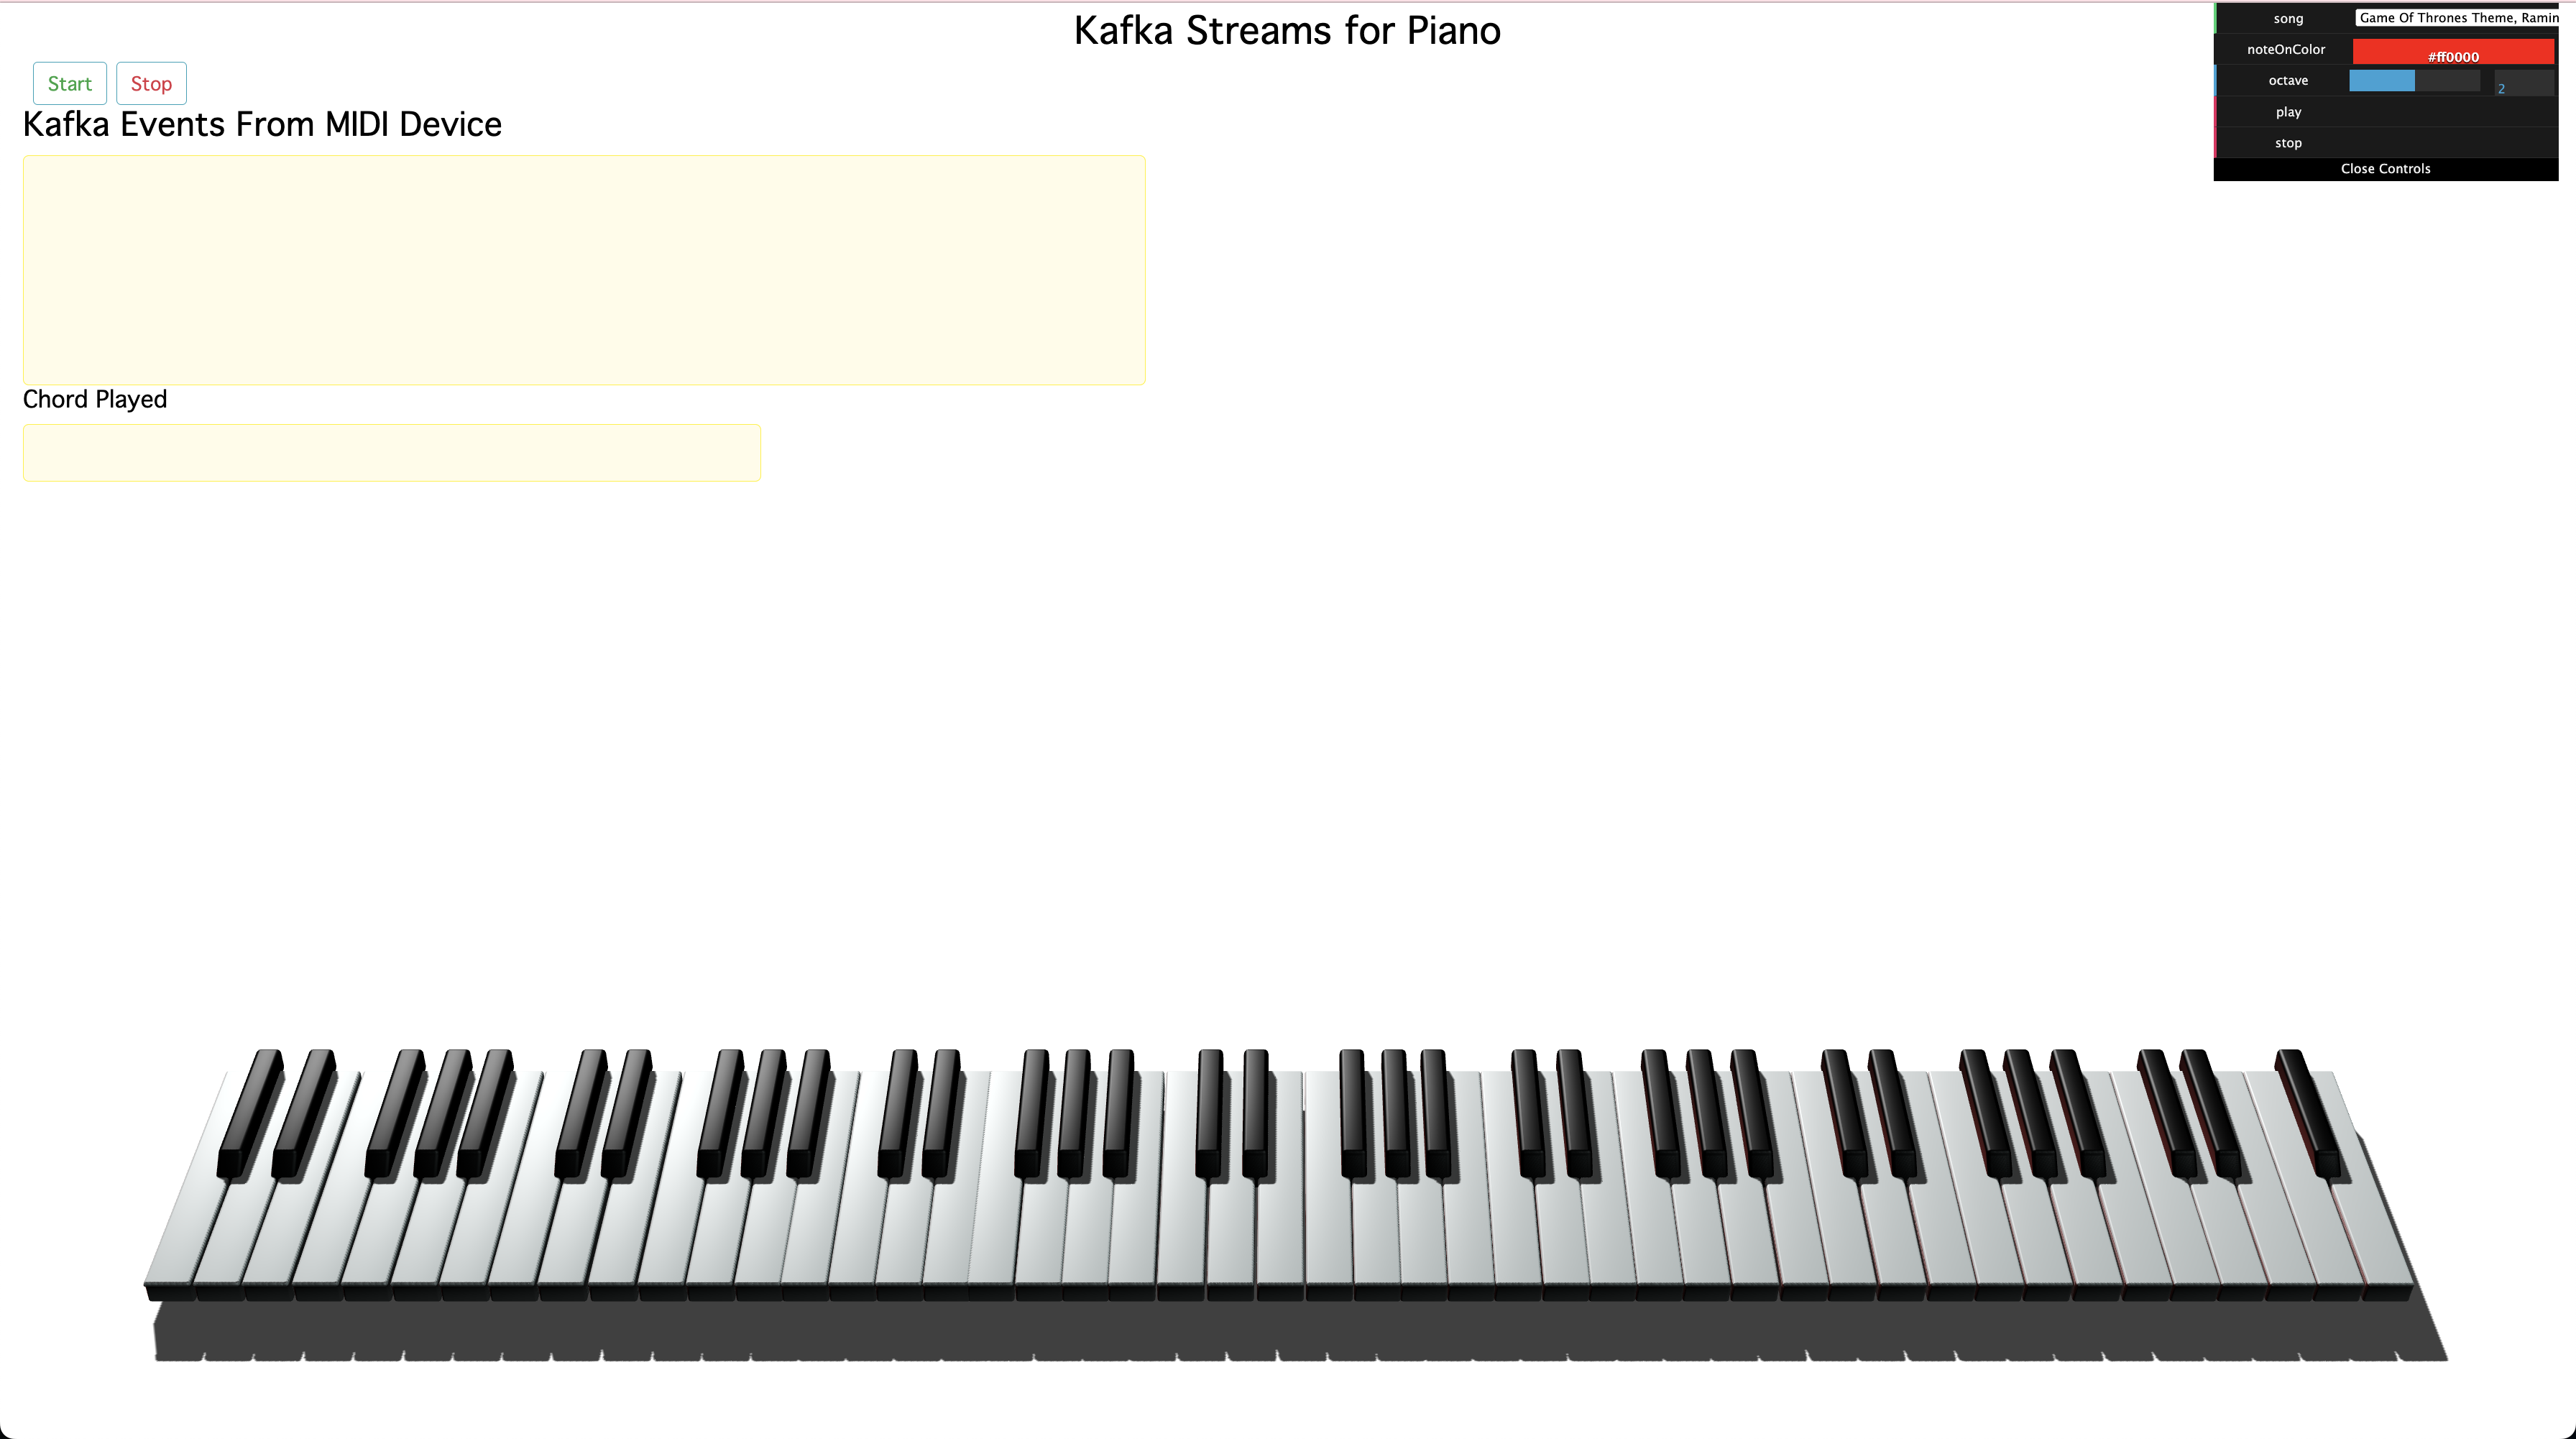 Kafka Streams for Piano
song Game Of Thrones Theme, Ramin
noteOnColor #ff0000
octave 2
play
stop
Close Controls
Start Stop
Kafka Events From MIDI Device
Chord Played